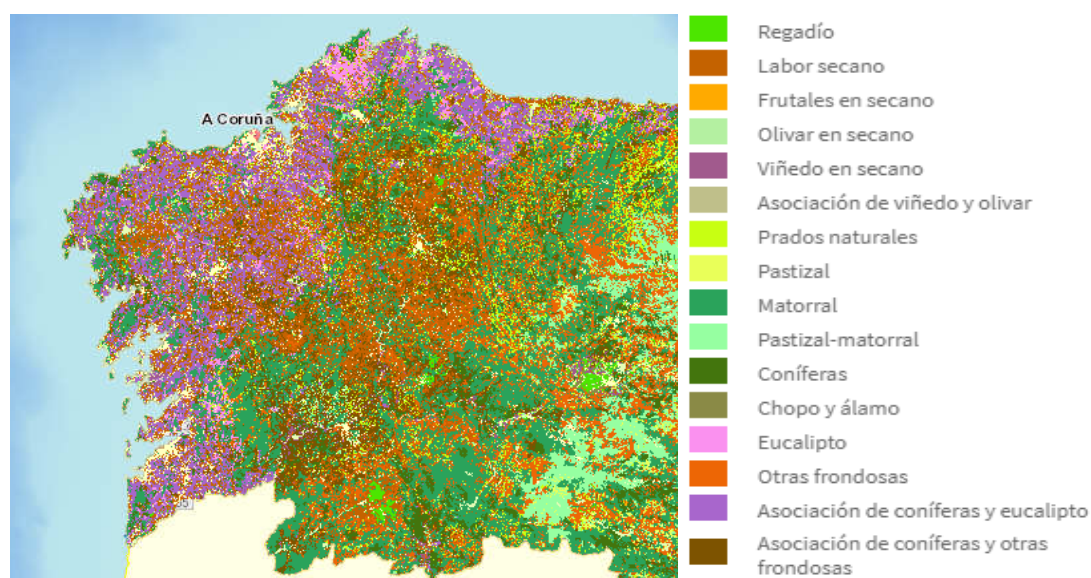 A Coruña
Regadío
Labor secano
Frutales en secano
Olivar en secano
Viñedo en secano
Asociación de viñedo y olivar
Prados naturales
Pastizal
Matorral
Pastizal-matorral
Coníferas
Chopo y álamo
Eucalipto
Otras frondosas
Asociación de coníferas y eucalipto
Asociación de coníferas y otras
frondosas